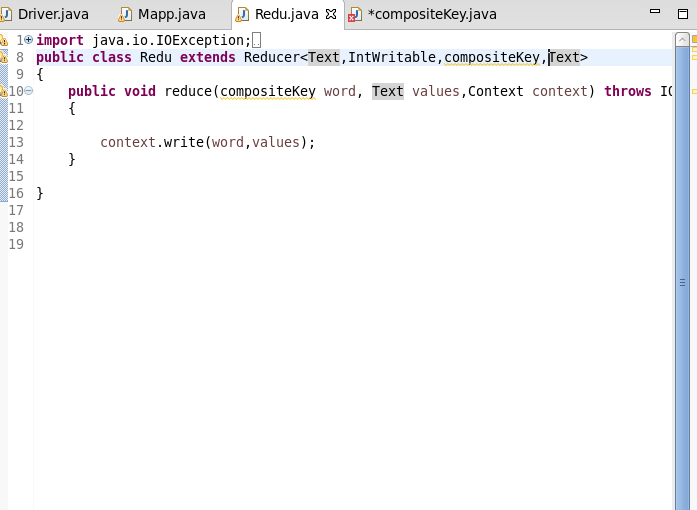 Driver.java Mapp.java Redu.java *compositeKey.java
1 import java.io.IOException;
8 public class Redu extends Reducer<Text,IntWritable,compositeKey,Text>
9 {
10 public void reduce(compositeKey word, Text values,Context context) throws IO
11 {
12
13 context.write(word,values);
14 }
15
16 }
17
18
19